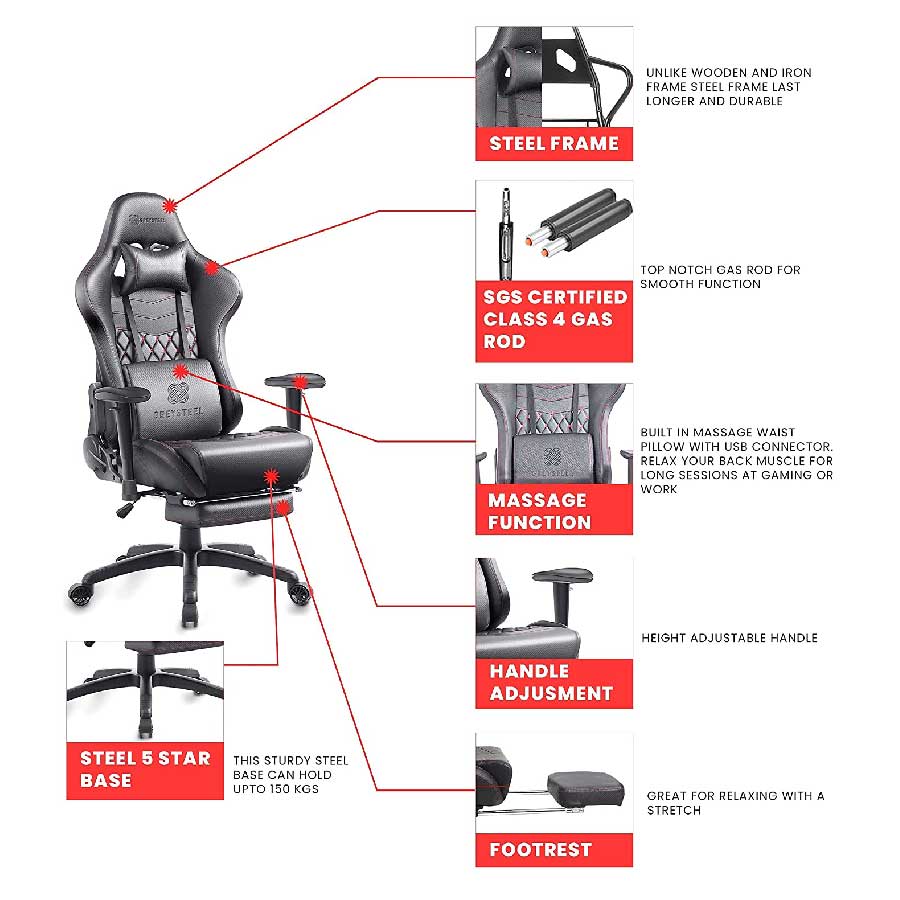 UNLIKE WOODEN AND IRON
FRAME STEEL FRAME LAST
LONGER AND DURABLE
STEEL FRAME
SGS CERTIFIED
CLASS 4 GAS
ROD
TOP NOTCH GAS ROD FOR
SMOOTH FUNCTION
BUILT IN MASSAGE WAIST
PILLOW WITH USB CONNECTOR.
RELAX YOUR BACK MUSCLE FOR
LONG SESSIONS AT GAMING OR
WORK
MASSAGE
FUNCTION
HEIGHT ADJUSTABLE HANDLE
HANDLE
ADJUSMENT
STEEL 5 STAR
BASE
THIS STURDY STEEL
BASE CAN HOLD
UPTO 150 KGS
GREAT FOR RELAXING WITH A
STRETCH
FOOTREST